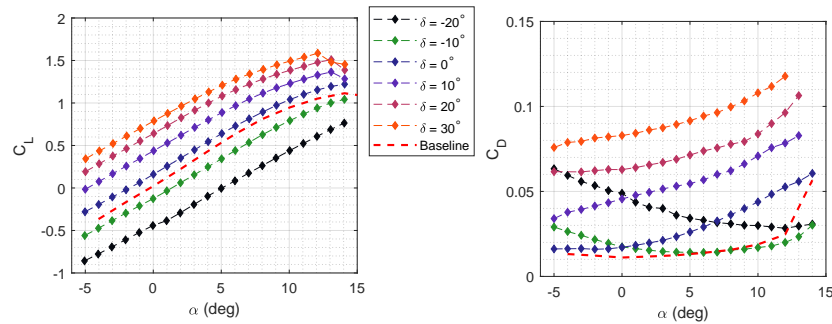 2
1.5
1
0.5
0
-0.5
-1
C_L
-5
0
5
10
15
α (deg)
δ = -20°
δ = -10°
δ = 0°
δ = 10°
δ = 20°
δ = 30°
Baseline
0.15
0.1
0.05
0
C_D
-5
0
5
10
15
α (deg)